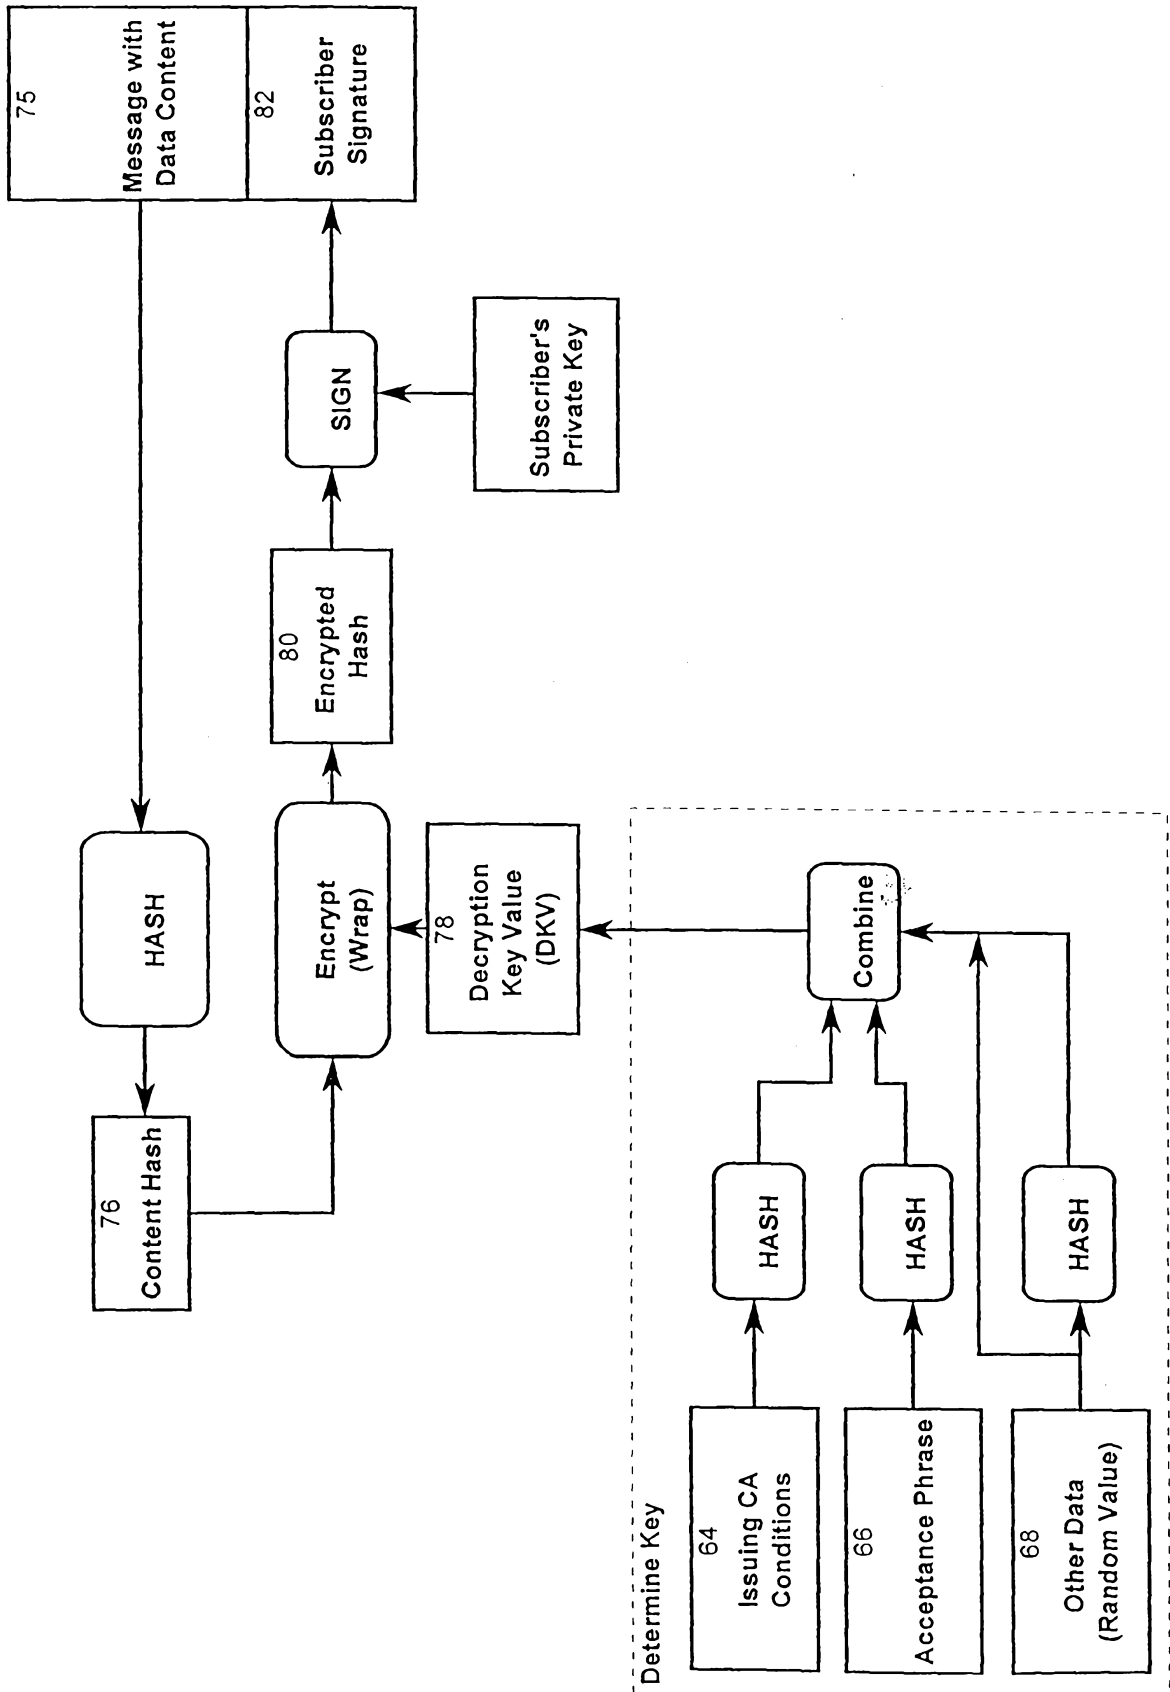 75
Message with
Data Content
82
Subscriber
Signature
HASH
76
Content Hash
Encrypt
(Wrap)
80
Encrypted
Hash
SIGN
Subscriber's
Private Key
78
Decryption
Key Value
(DKV)
Determine Key
64
Issuing CA
Conditions
HASH
66
Acceptance Phrase
HASH
68
Other Data
(Random Value)
HASH
Combine